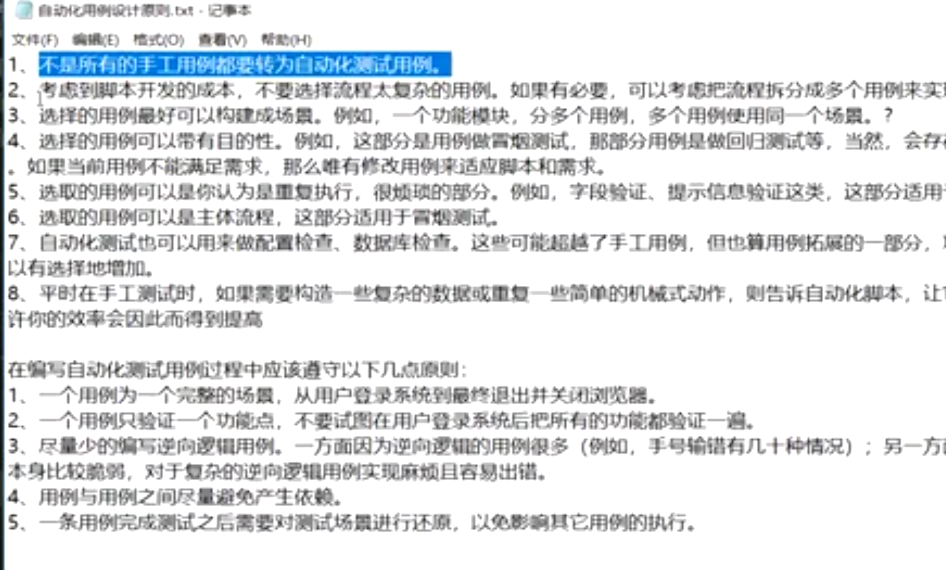 自动化用例设计原则.txt - 记事本
文件(F) 编辑(E) 格式(O) 查看(V) 帮助(H)
1、不是所有的手工用例都要转为自动化测试用例。
2、考虑到脚本开发的成本，不要选择流程太复杂的用例。如果有必要，可以考虑把流程拆分成多个用例来实
3、选择的用例最好可以构建成场景。例如，一个功能模块，分多个用例，多个用例使用同一个场景。?
4、选择的用例可以带有目的性。例如，这部分是用例做冒烟测试，那部分用例是做回归测试等，当然，会存
。如果当前用例不能满足需求，那么唯有修改用例来适应脚本和需求。
5、选取的用例可以是你认为是重复执行，很烦琐的部分。例如，字段验证、提示信息验证这类，这部分适用
6、选取的用例可以是主体流程，这部分适用于冒烟测试。
7、自动化测试也可以用来做配置检查、数据库检查。这些可能超越了手工用例，但也算用例拓展的一部分，
以有选择地增加。
8、平时在手工测试时，如果需要构造一些复杂的数据或重复一些简单的机械式动作，则告诉自动化脚本，让
许你的效率会因此而得到提高
在编写自动化测试用例过程中应该遵守以下几点原则：
1、一个用例为一个完整的场景，从用户登录系统到最终退出并关闭浏览器。
2、一个用例只验证一个功能点，不要试图在用户登录系统后把所有的功能都验证一遍。
3、尽量少的编写逆向逻辑用例。一方面因为逆向逻辑的用例很多（例如，手号输错有几十种情况）；另一方
本身比较脆弱，对于复杂的逆向逻辑用例实现麻烦且容易出错。
4、用例与用例之间尽量避免产生依赖。
5、一条用例完成测试之后需要对测试场景进行还原，以免影响其它用例的执行。